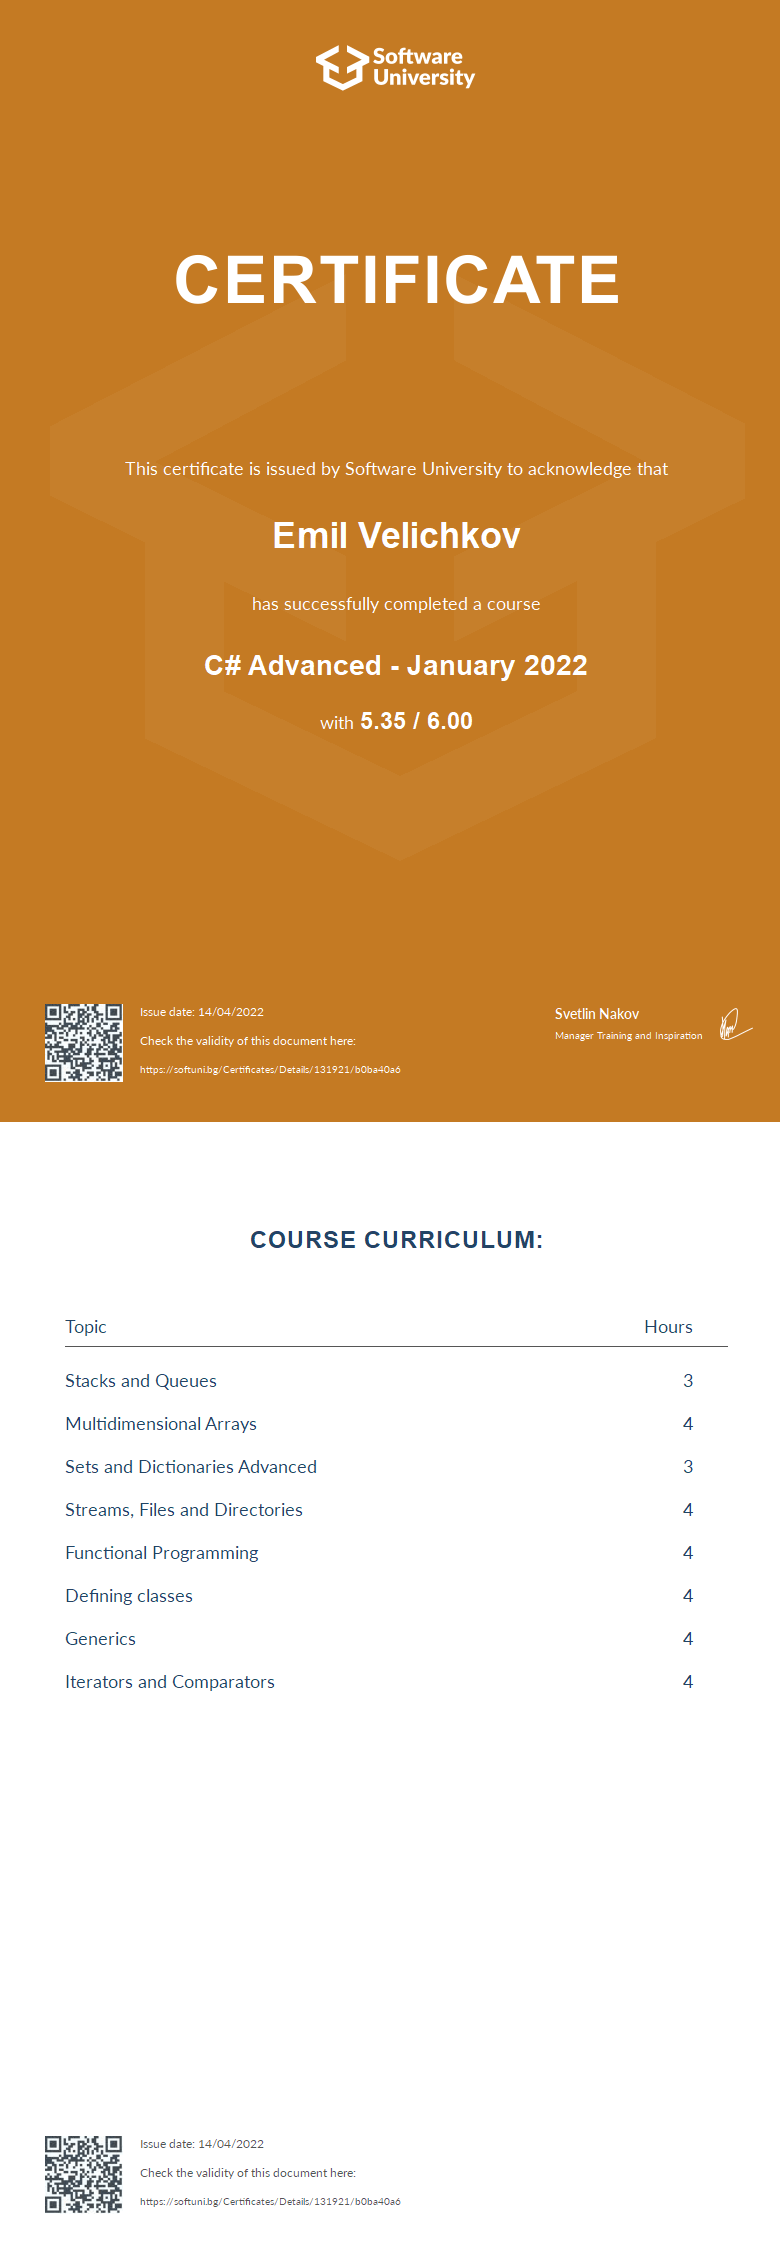 Software
University
CERTIFICATE
This certificate is issued by Software University to acknowledge that
Emil Velichkov
has successfully completed a course
C# Advanced - January 2022
with 5.35 / 6.00
Issue date: 14/04/2022
Check the validity of this document here:
https://softuni.bg/Certificates/Details/131921/b0ba40a6
Svetlin Nakov
Manager Training and Inspiration
COURSE CURRICULUM:
Topic Hours
Stacks and Queues 3
Multidimensional Arrays 4
Sets and Dictionaries Advanced 3
Streams, Files and Directories 4
Functional Programming 4
Defining classes 4
Generics 4
Iterators and Comparators 4
Issue date: 14/04/2022
Check the validity of this document here:
https://softuni.bg/Certificates/Details/131921/b0ba40a6